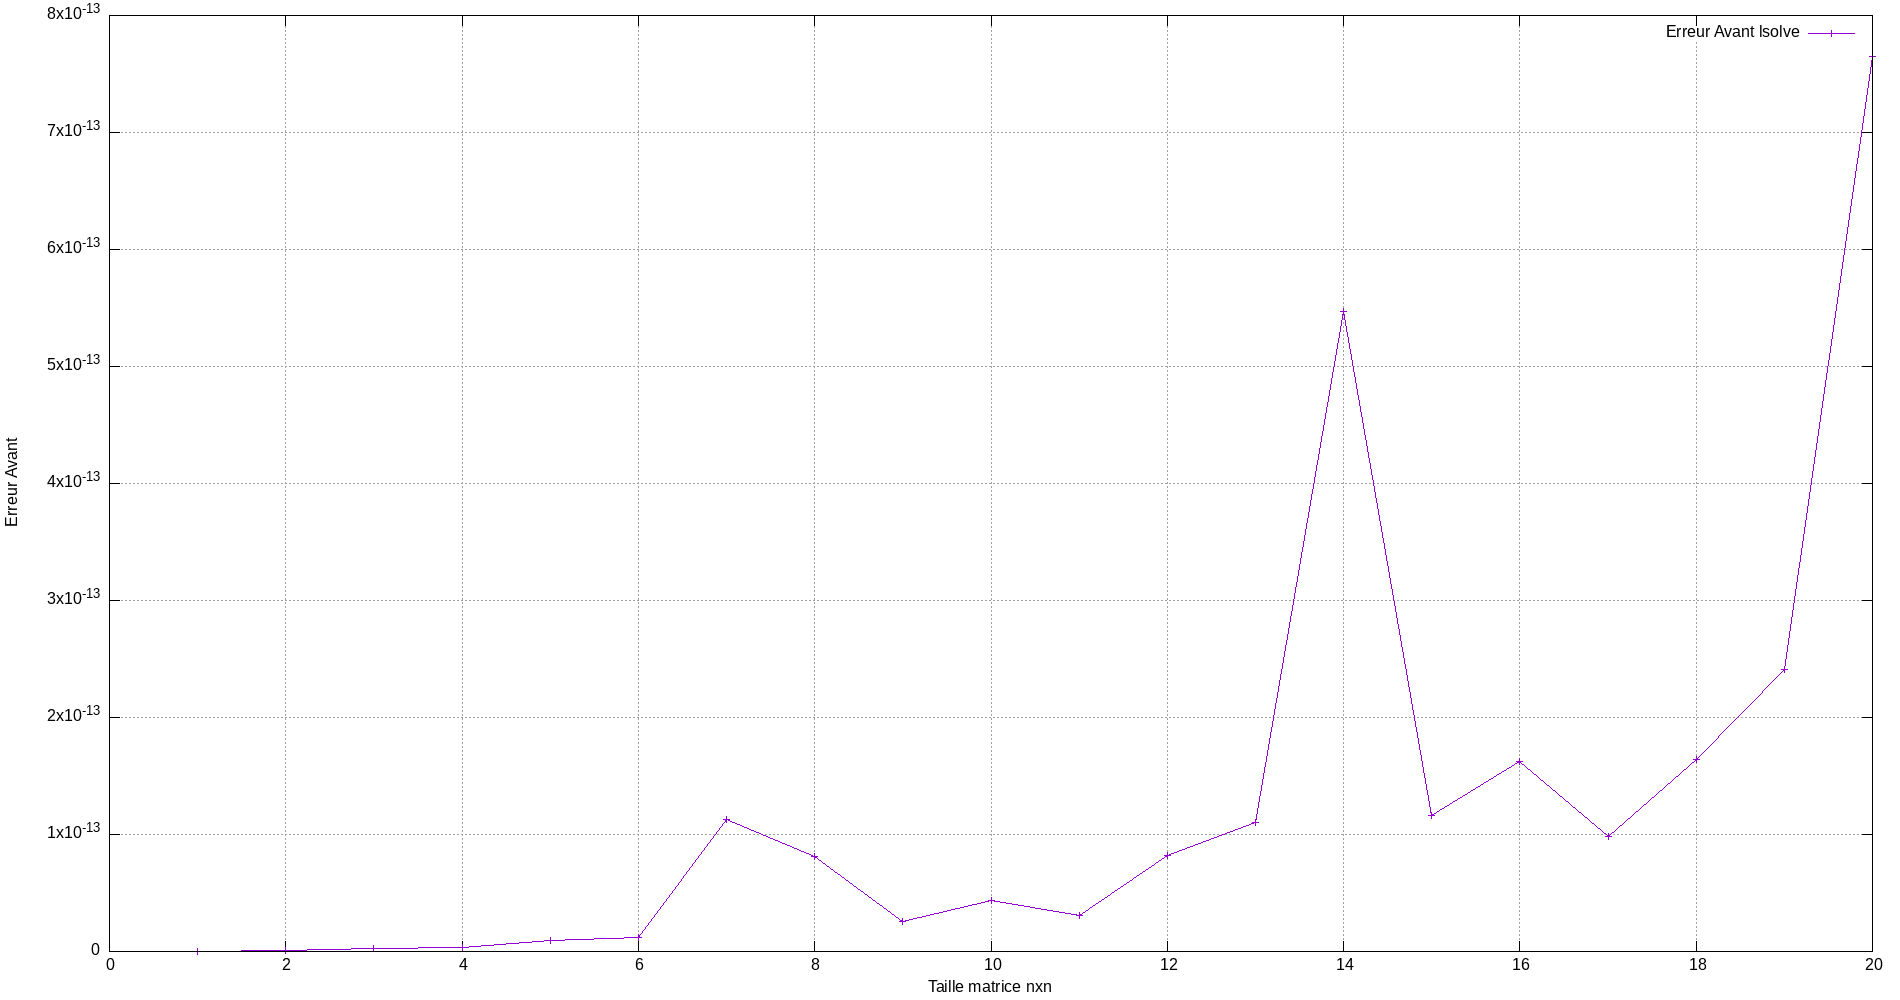 8x10-13
Erreur Avant lsolve
7x10-13
6x10-13
5x10-13
4x10-13
3x10-13
2x10-13
1x10-13
0
Erreur Avant
0 2 4 6 8 10 12 14 16 18 20
Taille matrice nxn